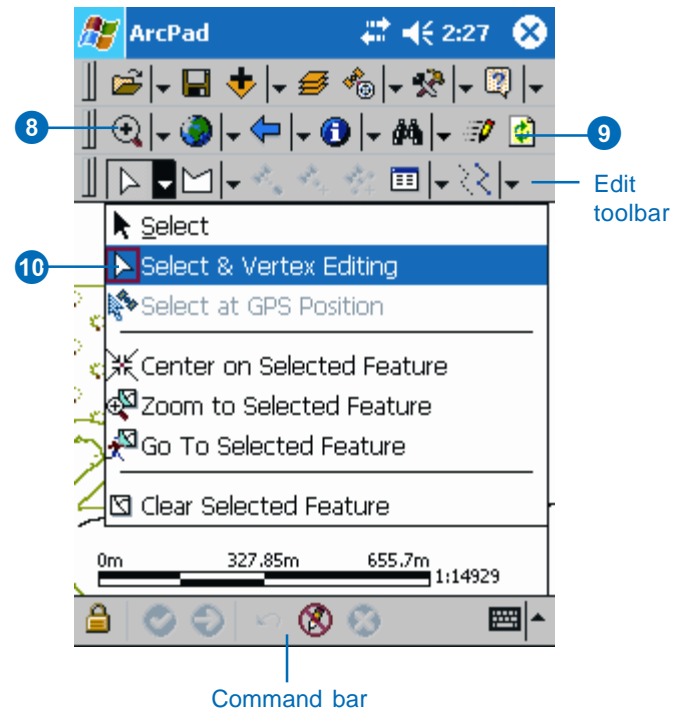 ArcPad 2:27
8
9
Edit
toolbar
Select
10
Select & Vertex Editing
Select at GPS Position
Center on Selected Feature
Zoom to Selected Feature
Go To Selected Feature
Clear Selected Feature
0m 327.85m 655.7m
1:14929
Command bar